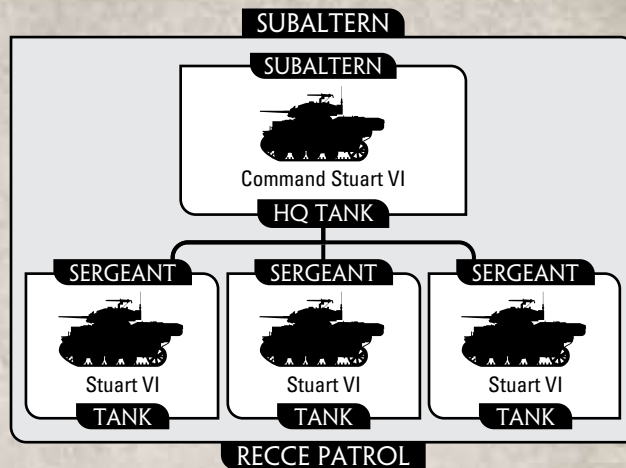 SUBALTERN
SUBALTERN
Command Stuart VI
HQ TANK
SERGEANT SERGEANT SERGEANT
Stuart VI Stuart VI Stuart VI
TANK TANK TANK
RECCE PATROL